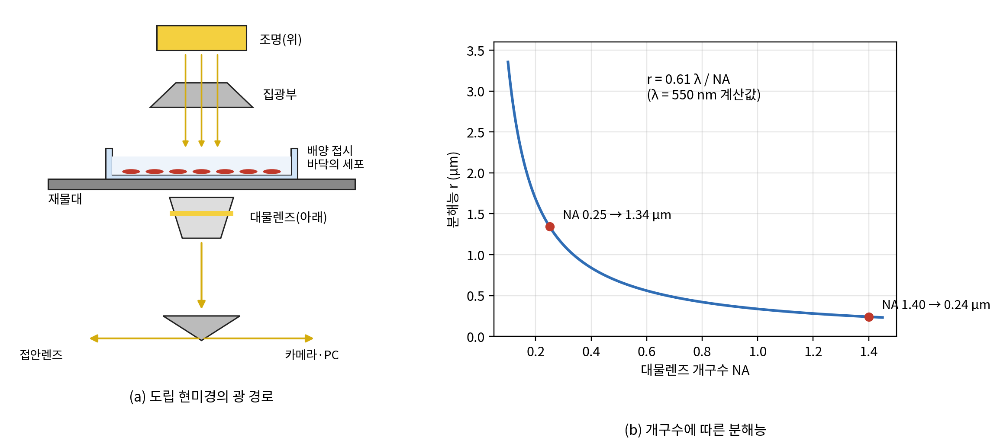 조명(위)
집광부
배양 접시
바닥의 세포
재물대
대물렌즈(아래)
접안렌즈
카메라·PC
(a) 도립 현미경의 광 경로
분해능 r (µm)
3.5
3.0
2.5
2.0
1.5
1.0
0.5
0.0
r = 0.61 λ / NA
(λ = 550 nm 계산값)
NA 0.25 → 1.34 µm
NA 1.40 → 0.24 µm
0.2
0.4
0.6
0.8
1.0
1.2
1.4
대물렌즈 개구수 NA
(b) 개구수에 따른 분해능